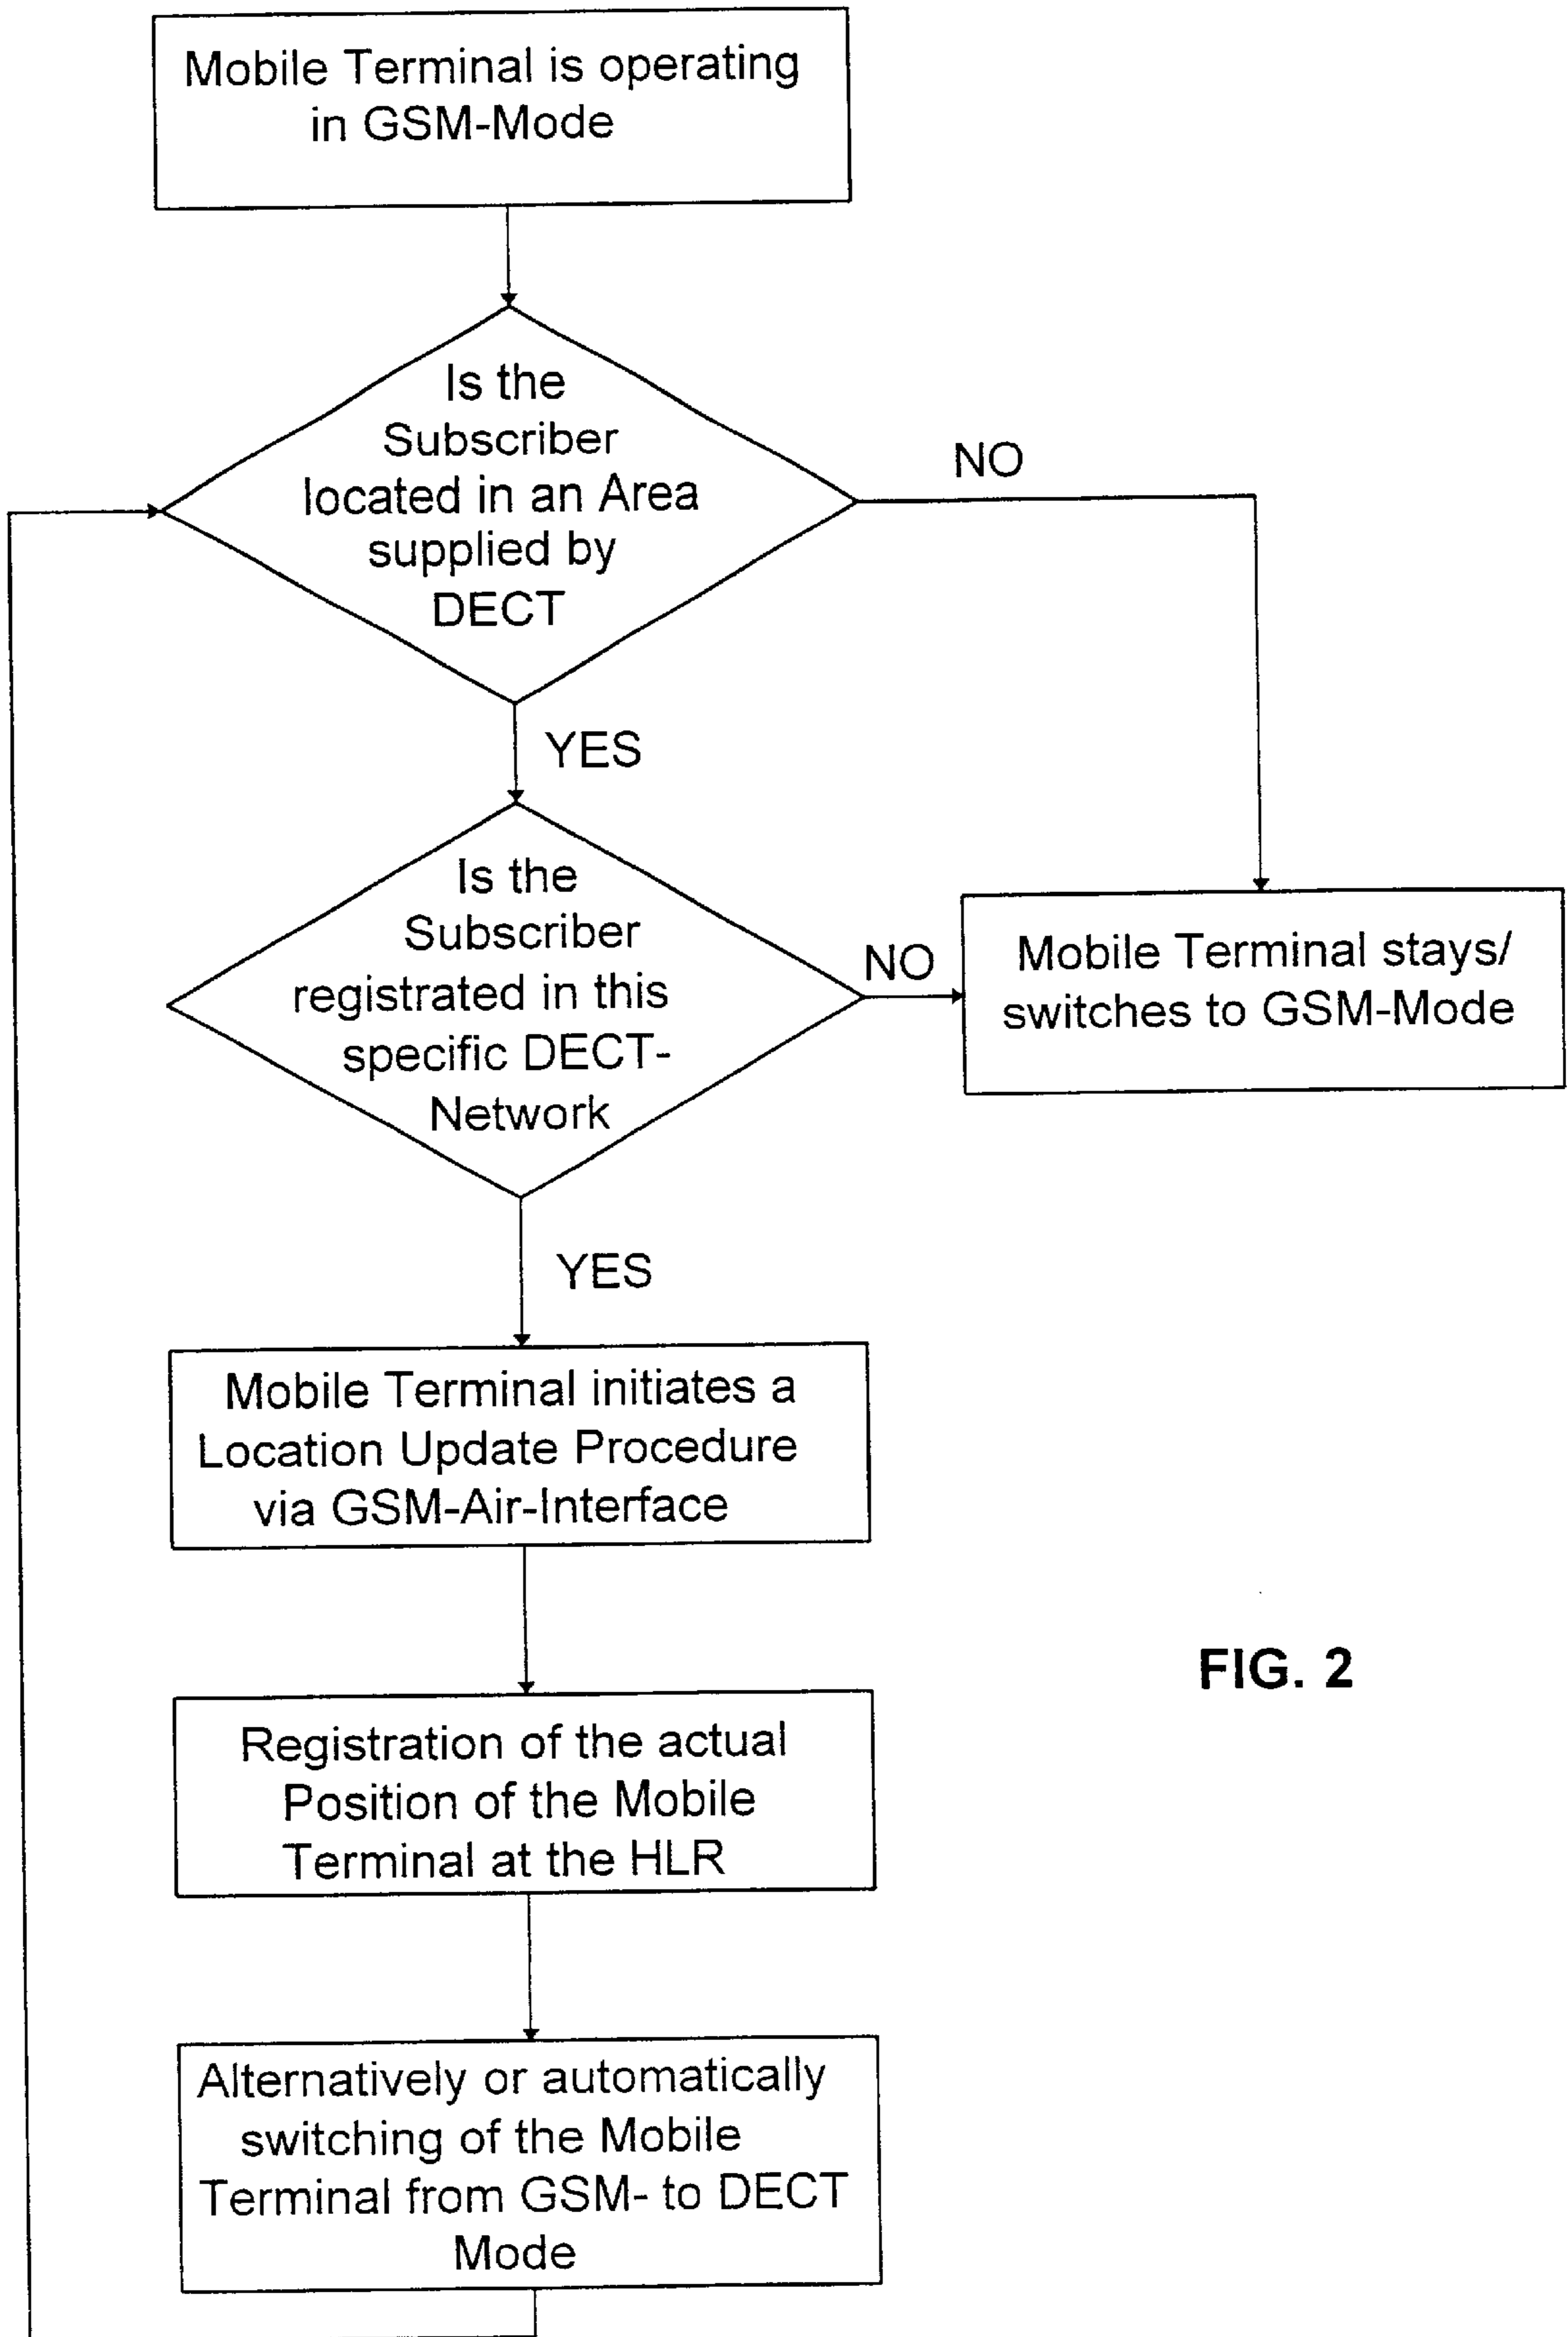 Mobile Terminal is operating
in GSM-Mode
Is the
Subscriber
located in an Area
supplied by
DECT
NO
YES
Is the
Subscriber
registrated in this
specific DECT-
Network
NO
Mobile Terminal stays/
switches to GSM-Mode
YES
Mobile Terminal initiates a
Location Update Procedure
via GSM-Air-Interface
FIG. 2
Registration of the actual
Position of the Mobile
Terminal at the HLR
Alternatively or automatically
switching of the Mobile
Terminal from GSM- to DECT
Mode